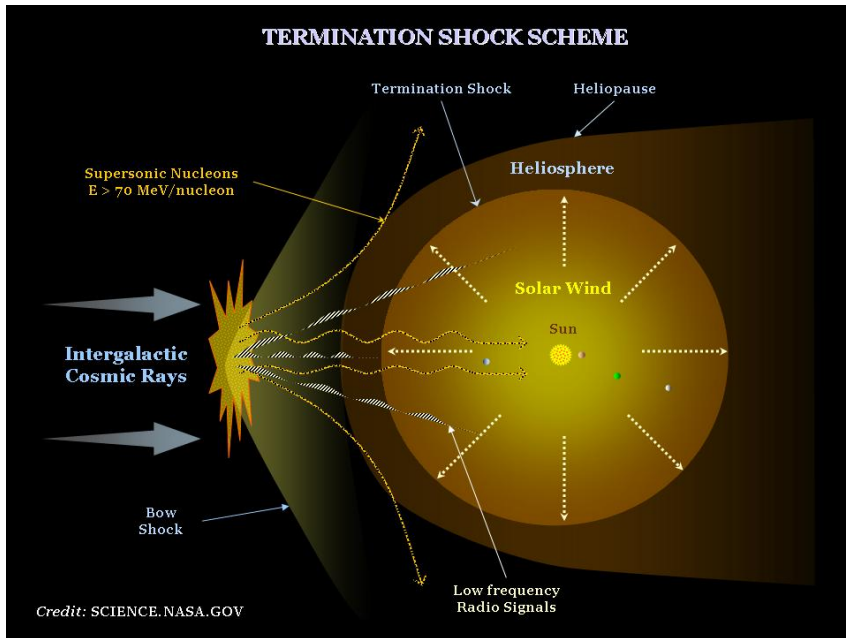 TERMINATION SHOCK SCHEME
Termination Shock
Heliopause
Supersonic Nucleons
E > 70 MeV/nucleon
Heliosphere
Solar Wind
Sun
Intergalactic
Cosmic Rays
Bow
Shock
Low frequency
Radio Signals
Credit: SCIENCE.NASA.GOV